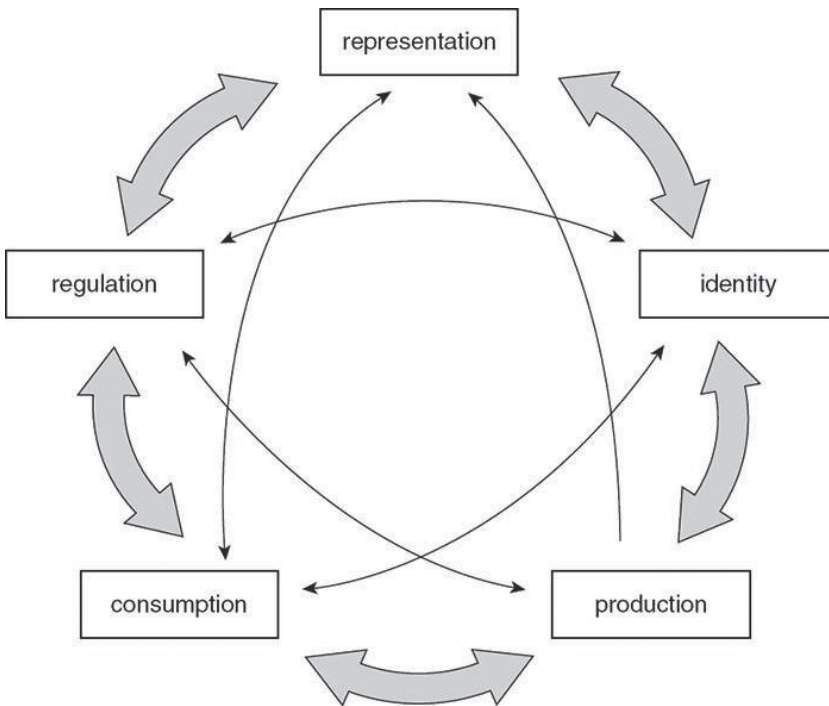 representation
regulation
identity
consumption
production